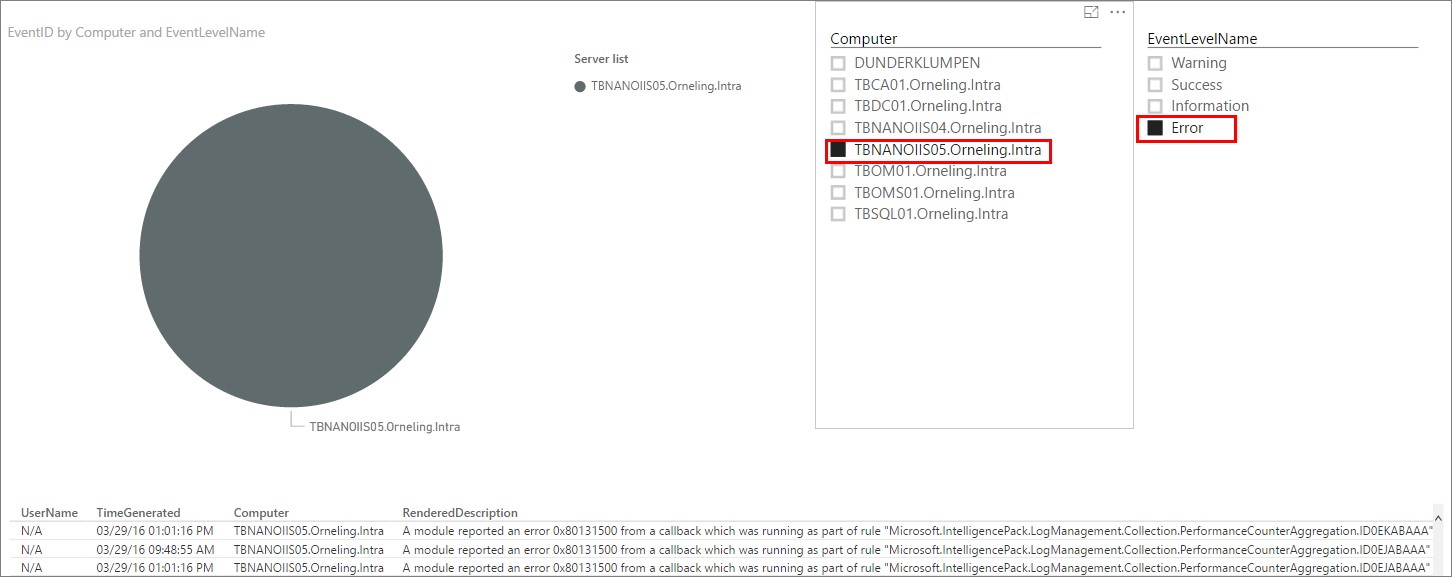 EventID by Computer and EventLevelName
Server list
TBNANOIIS05.Orneling.Intra
TBNANOIIS05.Orneling.Intra
Computer
DUNDERKLUMPEN
TBCA01.Orneling.Intra
TBDC01.Orneling.Intra
TBNANOIIS04.Orneling.Intra
TBNANOIIS05.Orneling.Intra
TBOM01.Orneling.Intra
TBOMS01.Orneling.Intra
TBSQL01.Orneling.Intra
EventLevelName
Warning
Success
Information
Error
UserName TimeGenerated Computer RenderedDescription
N/A 03/29/16 01:01:16 PM TBNANOIIS05.Orneling.Intra A module reported an error 0x80131500 from a callback which was running as part of rule "Microsoft.IntelligencePack.LogManagement.Collection.PerformanceCounterAggregation.ID0EKABAAA"
N/A 03/29/16 09:48:55 AM TBNANOIIS05.Orneling.Intra A module reported an error 0x80131500 from a callback which was running as part of rule "Microsoft.IntelligencePack.LogManagement.Collection.PerformanceCounterAggregation.ID0EJABAAA"
N/A 03/29/16 01:01:16 PM TBNANOIIS05.Orneling.Intra A module reported an error 0x80131500 from a callback which was running as part of rule "Microsoft.IntelligencePack.LogManagement.Collection.PerformanceCounterAggregation.ID0EJABAAA"